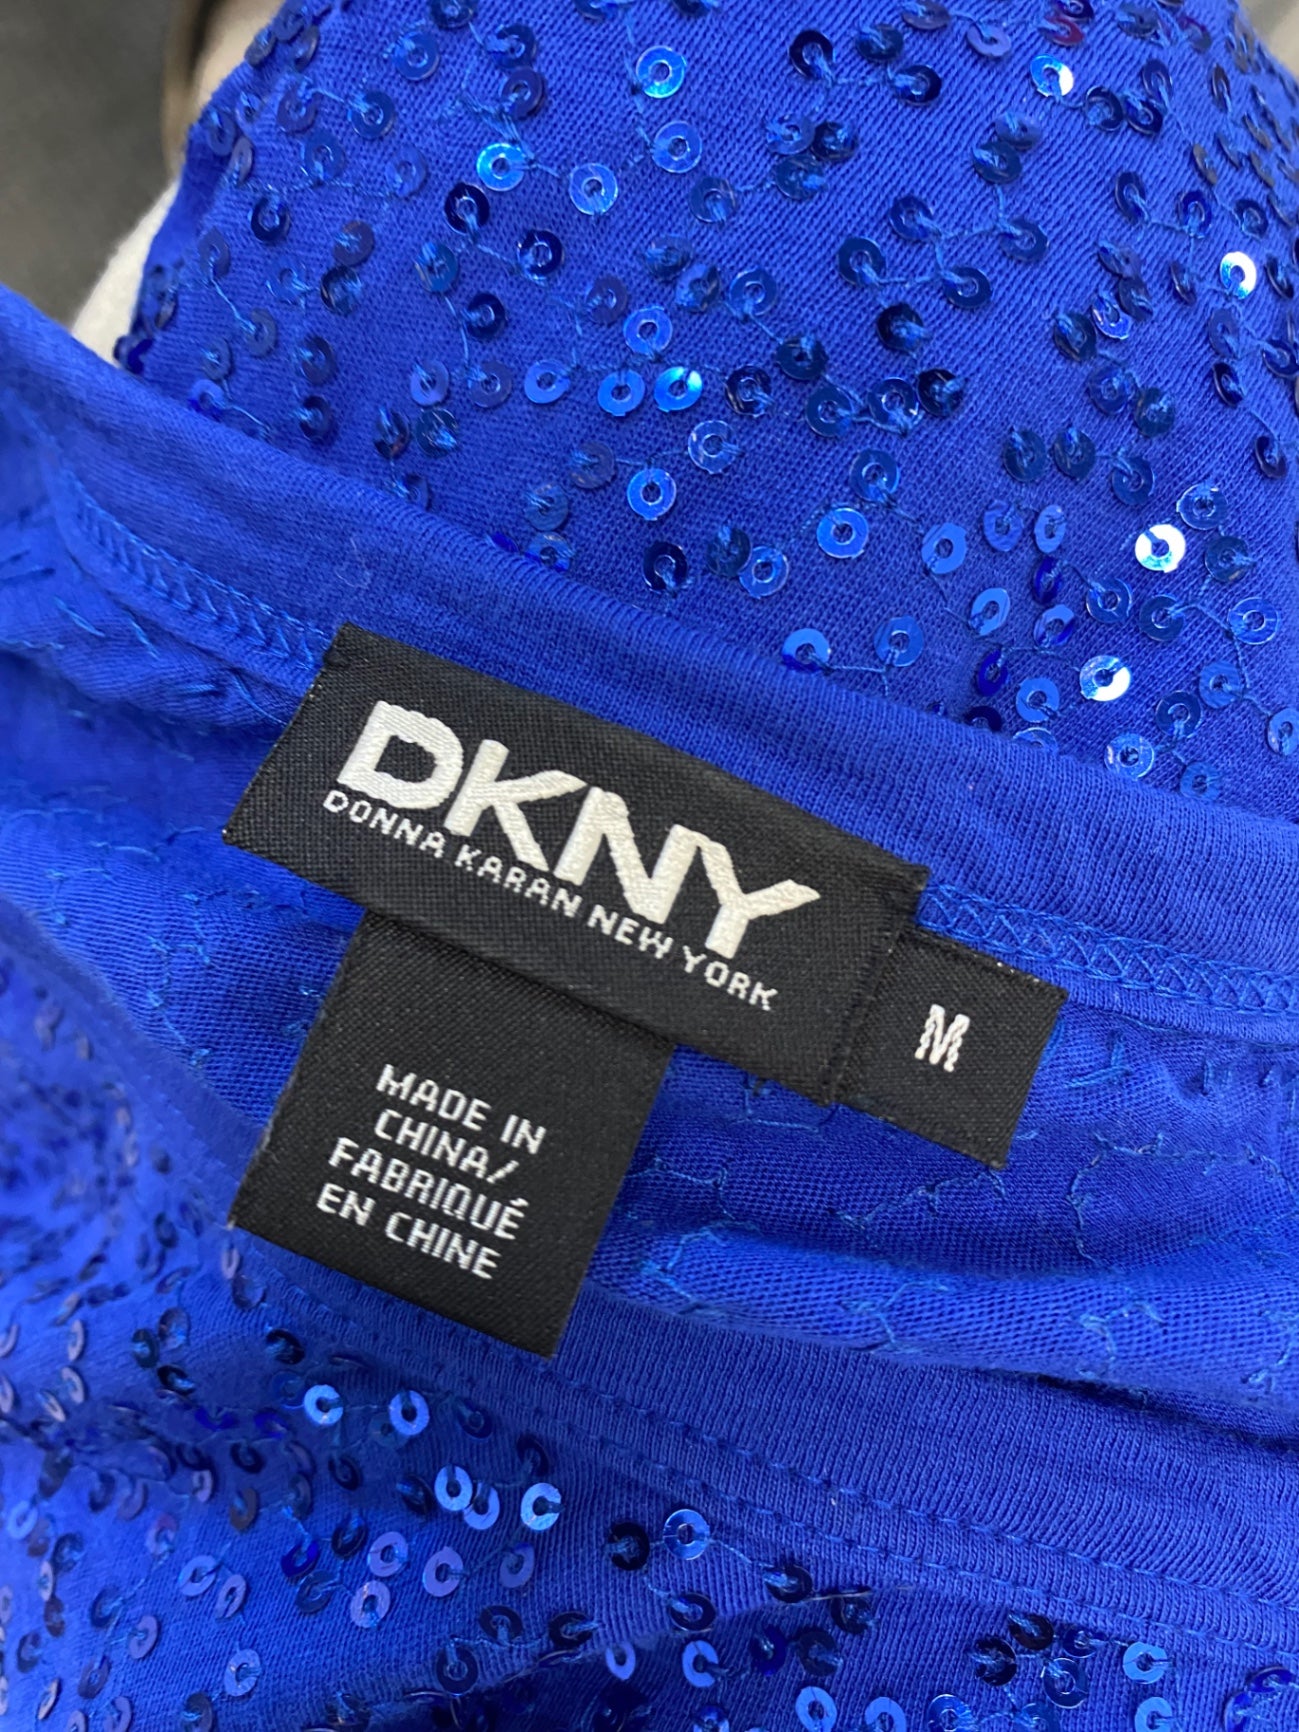 DKNY
DONNA KARAN NEW YORK
M
MADE IN
CHINA/
FABRIQUÉ
EN CHINE